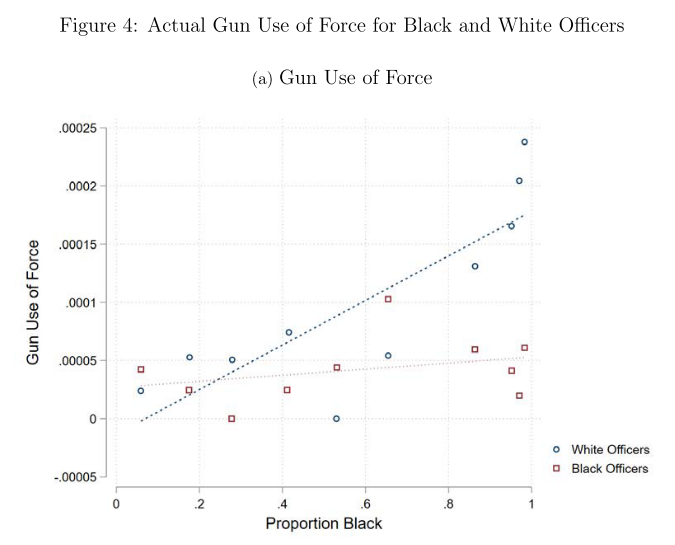 Figure 4: Actual Gun Use of Force for Black and White Officers
(a) Gun Use of Force
.00025
.0002
.00015
.0001
.00005
0
-.00005
Gun Use of Force
0 .2 .4 .6 .8 1
Proportion Black
White Officers
Black Officers